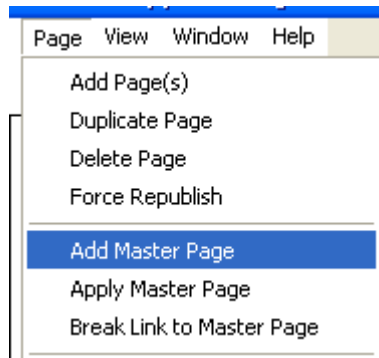 Page View Window Help
Add Page(s)
Duplicate Page
Delete Page
Force Republish
Add Master Page
Apply Master Page
Break Link to Master Page